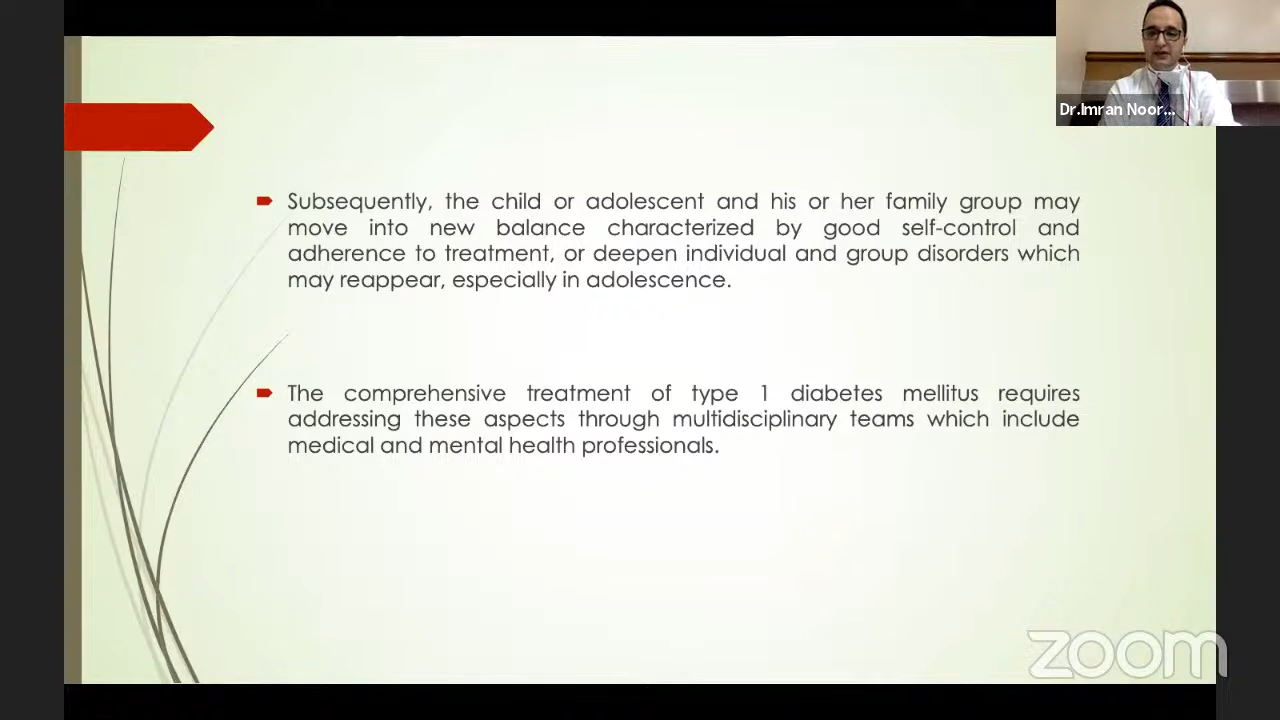 Dr.Imran Noor...
Subsequently, the child or adolescent and his or her family group may
move into new balance characterized by good self-control and
adherence to treatment, or deepen individual and group disorders which
may reappear, especially in adolescence.
The comprehensive treatment of type 1 diabetes mellitus requires
addressing these aspects through multidisciplinary teams which include
medical and mental health professionals.
zoom